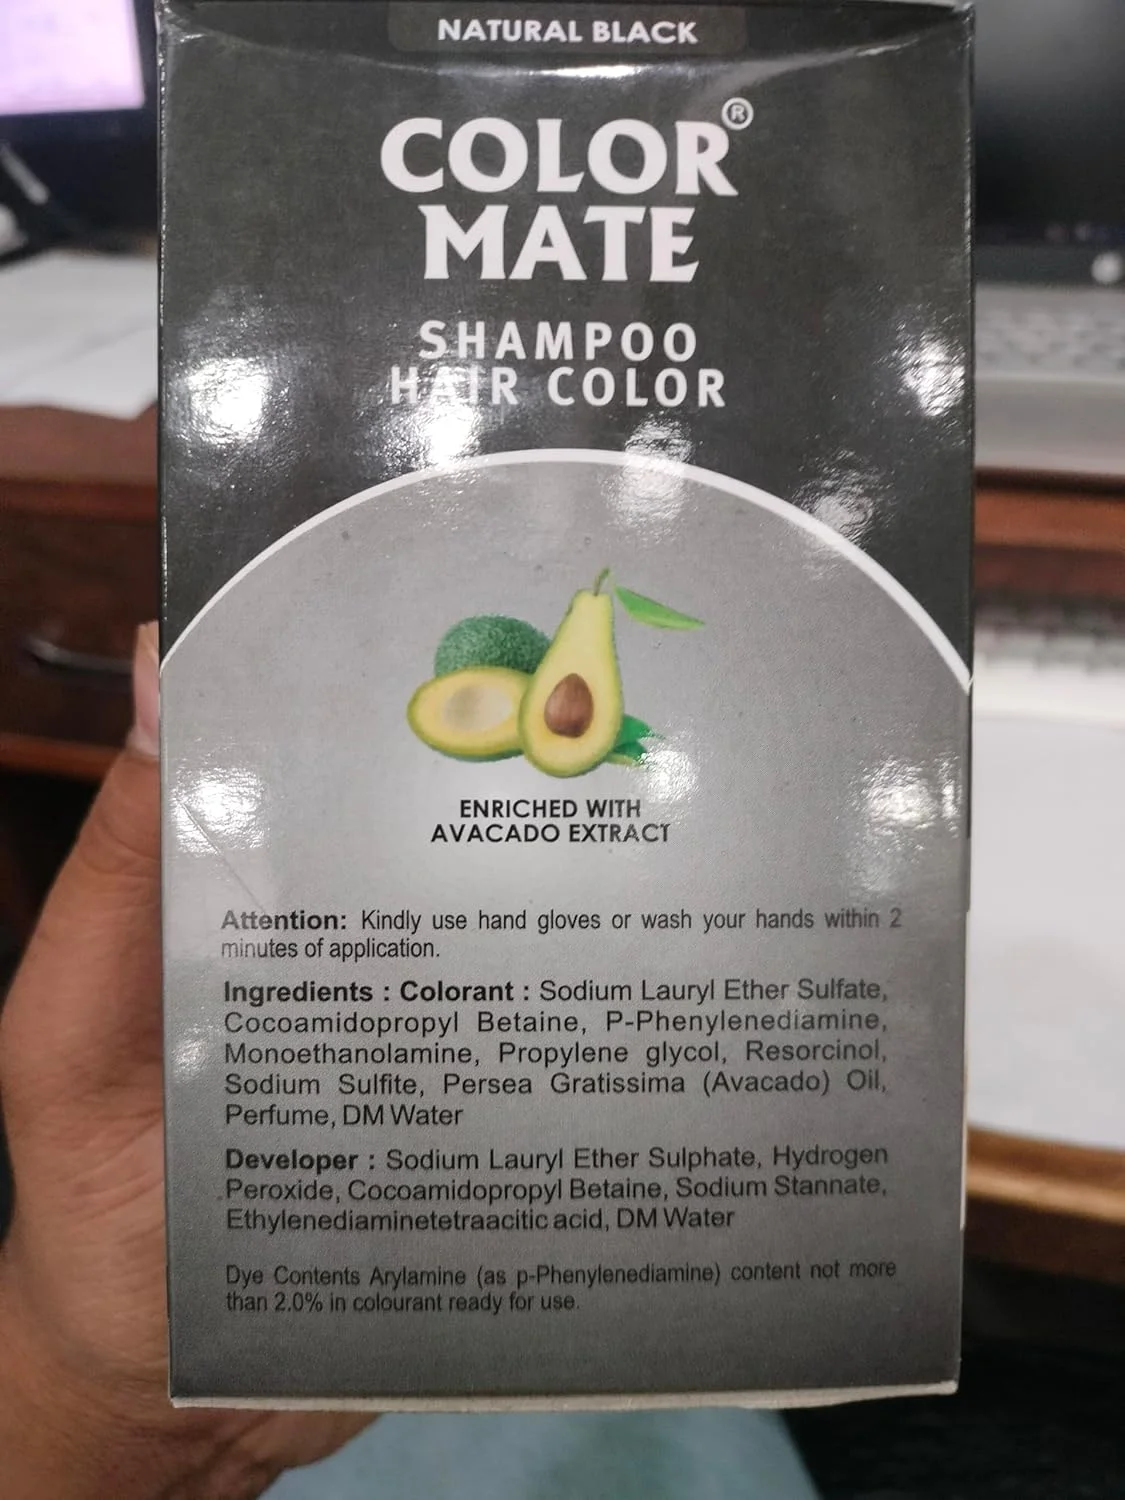 NATURAL BLACK
COLOR®
MATE
SHAMPOO
HAIR COLOR
ENRICHED WITH
AVACADO EXTRACT
Attention: Kindly use hand gloves or wash your hands within 2
minutes of application.
Ingredients : Colorant : Sodium Lauryl Ether Sulfate,
Cocoamidopropyl Betaine, P-Phenylenediamine,
Monoethanolamine, Propylene glycol, Resorcinol,
Sodium Sulfite, Persea Gratissima (Avacado) Oil,
Perfume, DM Water
Developer : Sodium Lauryl Ether Sulphate, Hydrogen
Peroxide, Cocoamidopropyl Betaine, Sodium Stannate,
Ethylenediaminetetraacitic acid, DM Water
Dye Contents Arylamine (as p-Phenylenediamine) content not more
than 2.0% in colourant ready for use.